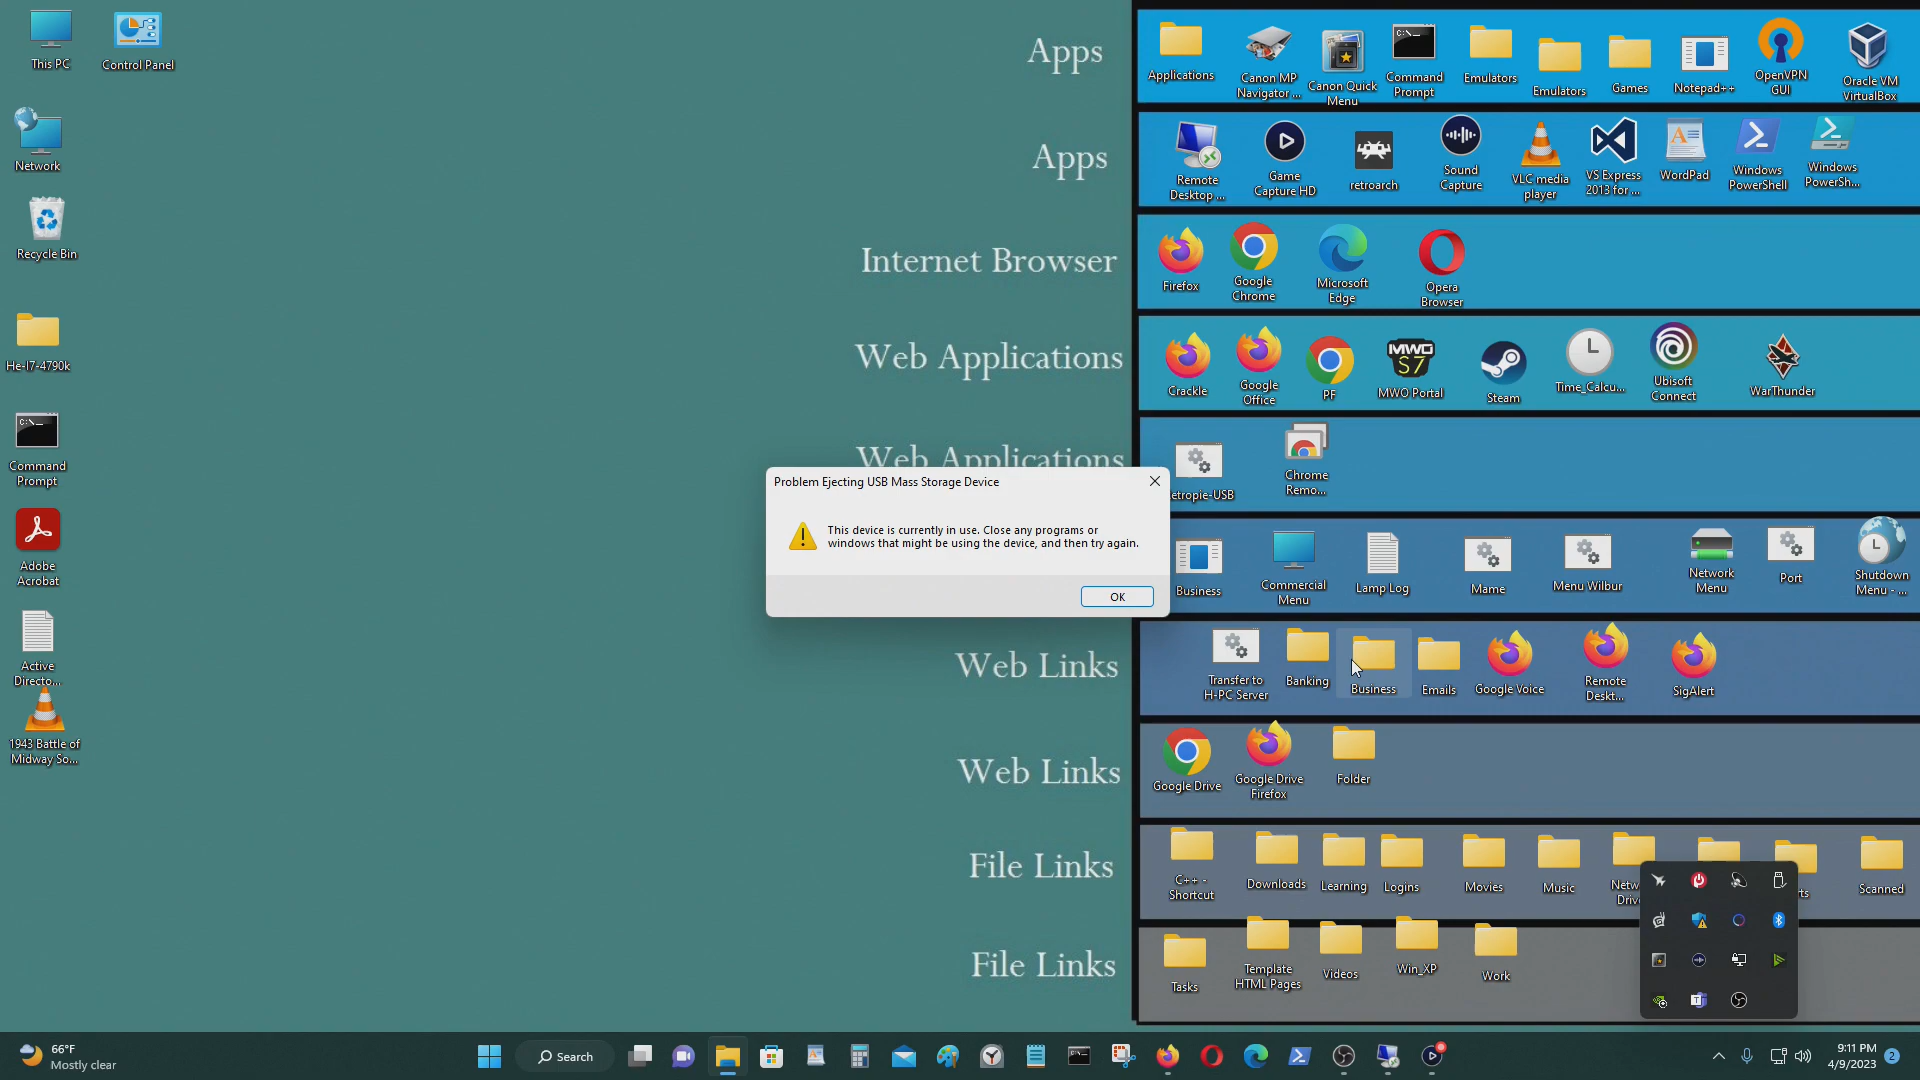 This PC
Control Panel
Network
Recycle Bin
He-I7-4790k
Command
Prompt
Adobe
Acrobat
Active
Directo...
1943 Battle of
Midway So...
Apps
Applications
Canon MP
Navigator ...
Canon Quick
Menu
Command
Prompt
Emulators
Emulators
Games
Notepad++
OpenVPN
GUI
Oracle VM
VirtualBox
Apps
Remote
Desktop ...
Game
Capture HD
retroarch
Sound
Capture
VLC media
player
VS Express
2013 for ...
WordPad
Windows
PowerShell
Windows
PowerSh...
Internet Browser
Firefox
Google
Chrome
Microsoft
Edge
Opera
Browser
Web Applications
Crackle
Google
Office
PF
MWO
S7
MWO Portal
Steam
Time_Calcu...
Ubisoft
Connect
WarThunder
Web Applications
etropie-USB
Chrome
Remo...
Problem Ejecting USB Mass Storage Device
This device is currently in use. Close any programs or
windows that might be using the device, and then try again.
OK
Business
Commercial
Menu
Lamp Log
Mame
Menu Wilbur
Network
Menu
Port
Shutdown
Menu - ...
Web Links
Transfer to
H-PC Server
Banking
Business
Emails
Google Voice
Remote
Deskt...
SigAlert
Web Links
Google Drive
Google Drive
Firefox
Folder
File Links
C++ -
Shortcut
Downloads
Learning
Logins
Movies
Music
Netw
Drive
rts
Scanned
File Links
Tasks
Template
HTML Pages
Videos
Win_XP
Work
66°F
Mostly clear
Search
9:11 PM
4/9/2023
2